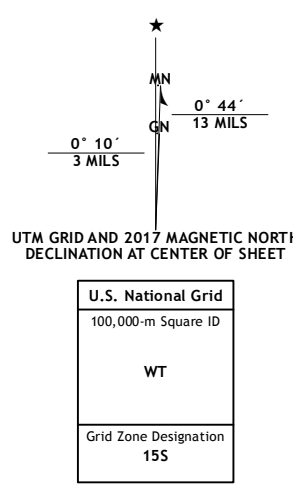 ★
MN
0° 44´
13 MILS
GN
0° 10´
3 MILS
UTM GRID AND 2017 MAGNETIC NORTH
DECLINATION AT CENTER OF SHEET
U.S. National Grid
100,000-m Square ID
WT
Grid Zone Designation
15S